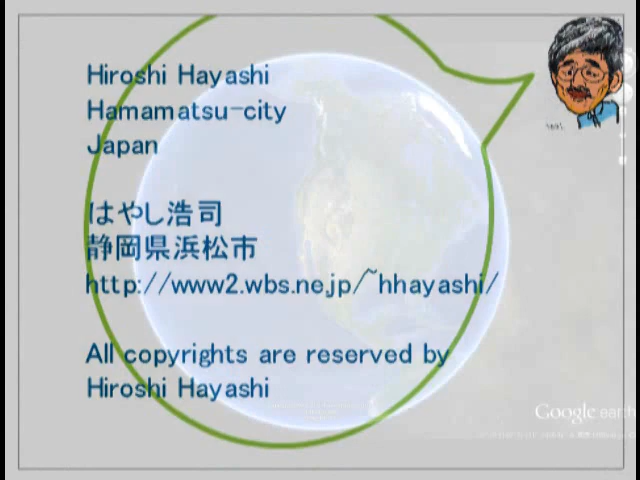 Hiroshi Hayashi
Hamamatsu-city
Japan
はやし浩司
静岡県浜松市
http://www2.wbs.ne.jp/~hhayashi/
All copyrights are reserved by
Hiroshi Hayashi
Google earth